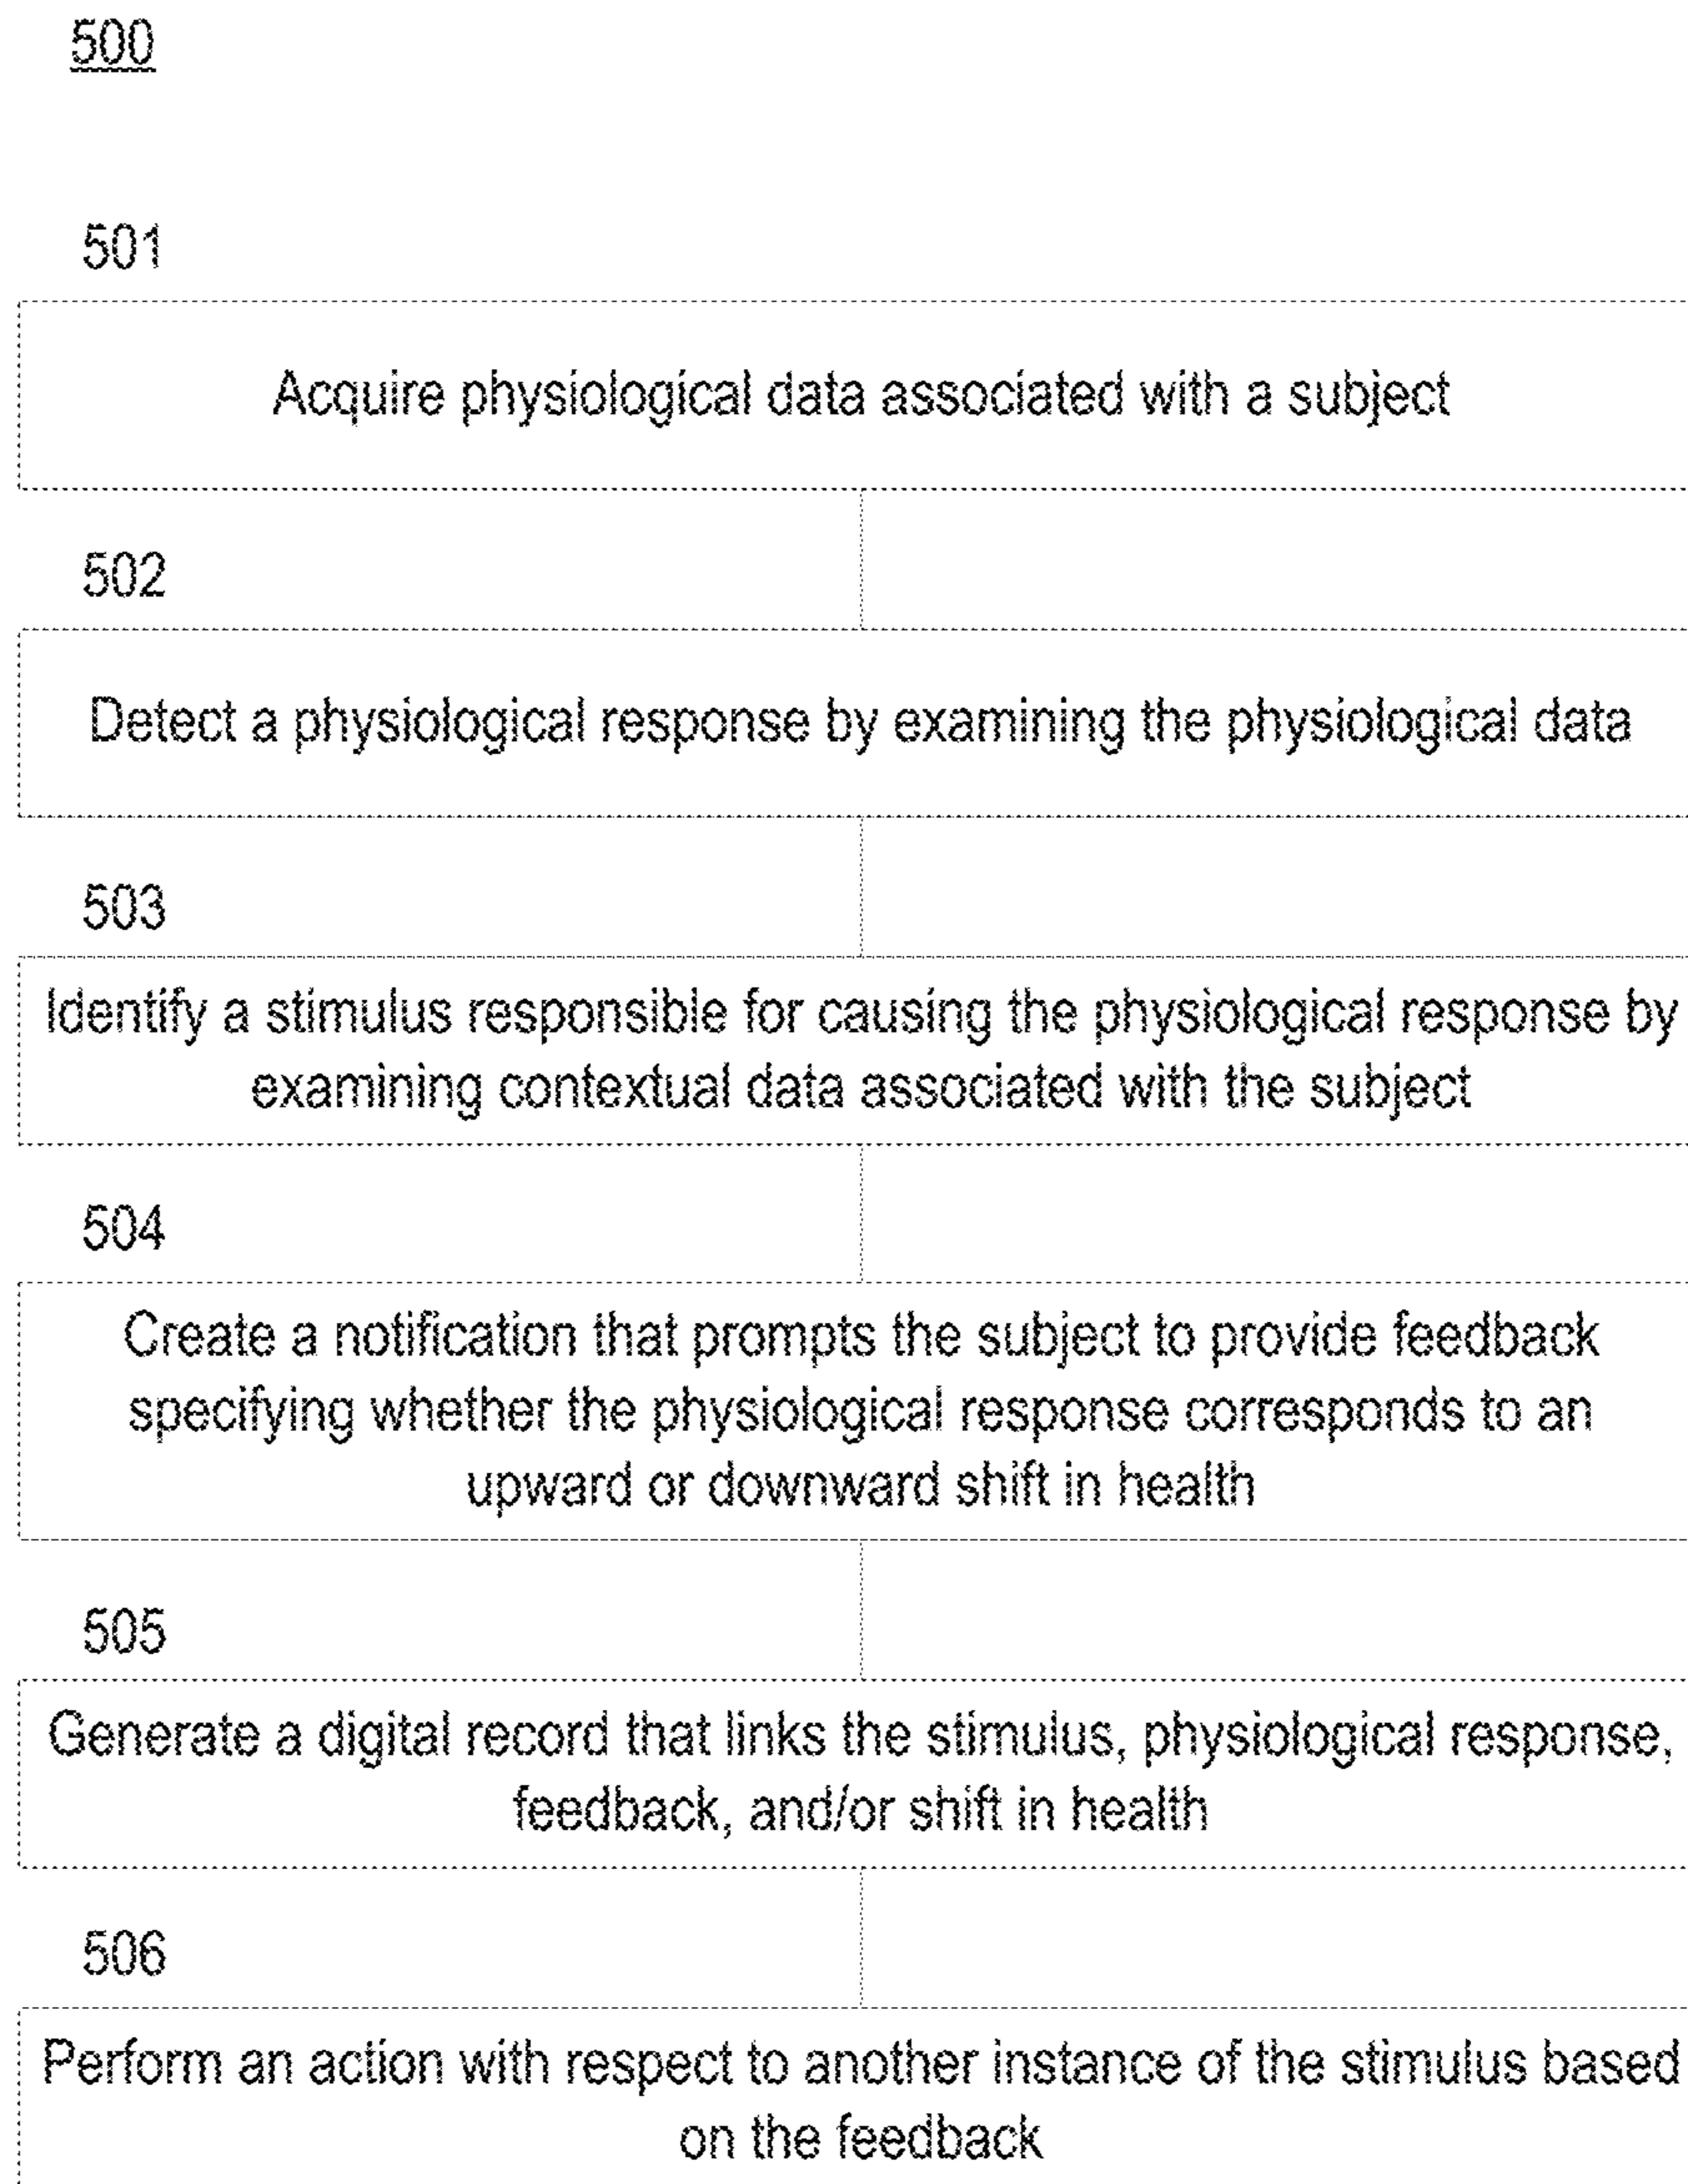 500
501
Acquire physiological data associated with a subject
502
Detect a physiological response by examining the physiological data
503
Identify a stimulus responsible for causing the physiological response by
examining contextual data associated with the subject
504
Create a notification that prompts the subject to provide feedback
specifying whether the physiological response corresponds to an
upward or downward shift in health
505
Generate a digital record that links the stimulus, physiological response,
feedback, and/or shift in health
506
Perform an action with respect to another instance of the stimulus based
on the feedback